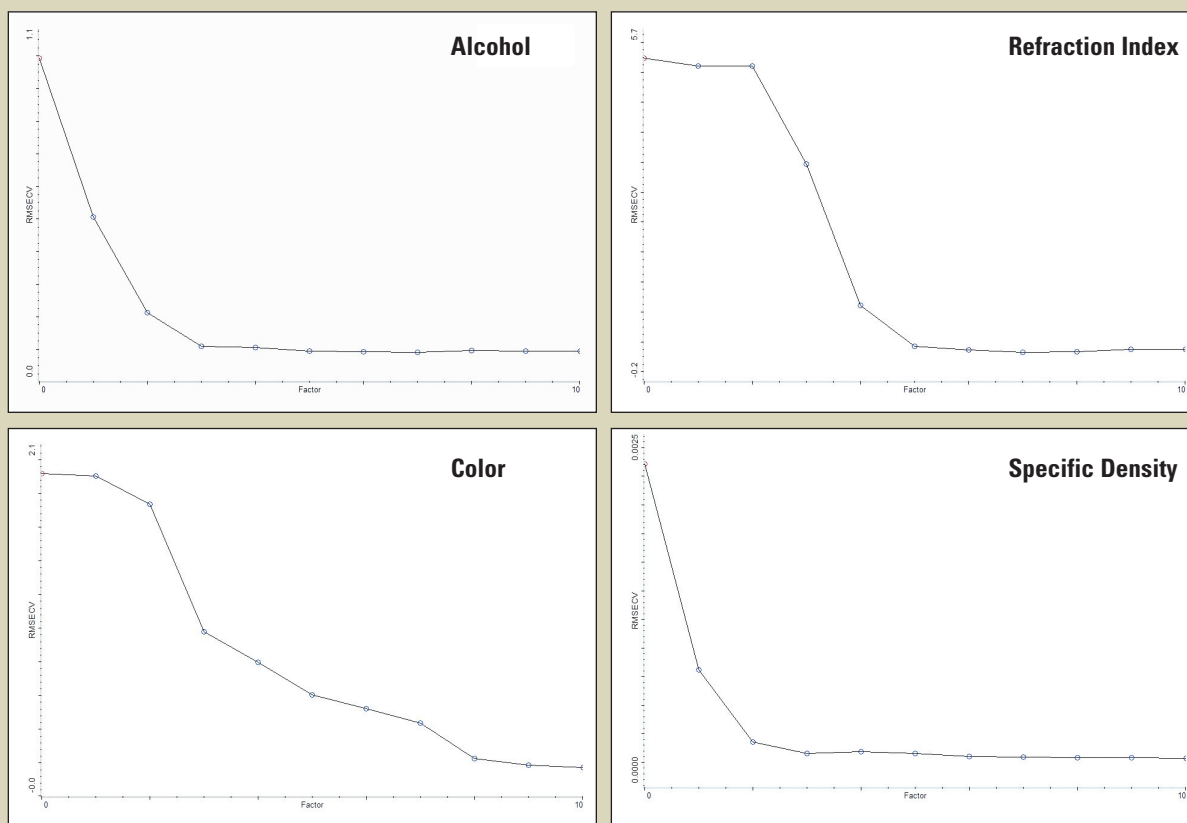 Alcohol
1.1
RMSECV
0.0
0
Factor
10
Refraction Index
5.7
RMSECV
-0.2
0
Factor
10
Color
2.1
RMSECV
-0.0
0
Factor
10
Specific Density
0.0025
RMSECV
0.0000
0
Factor
10